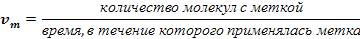 v_m = количество молекул с меткой
время, в течение которого применялась метка